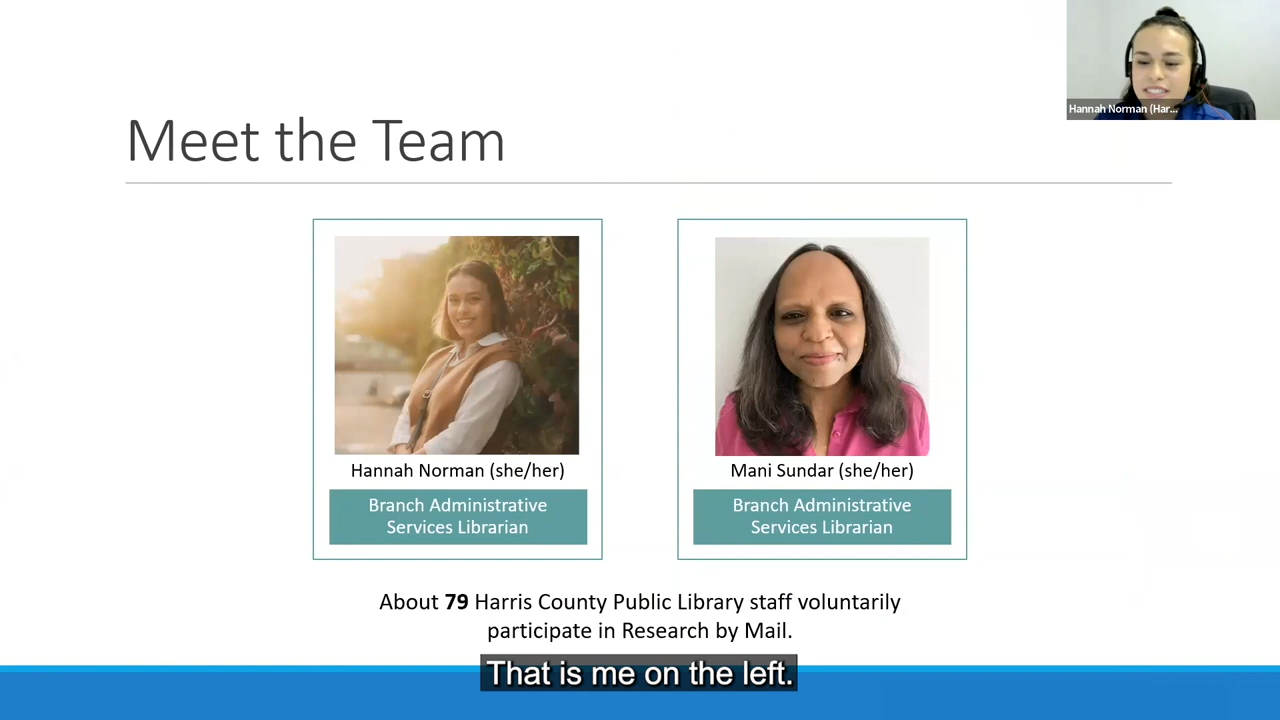 Hannah Norman (Har...
Meet the Team
Hannah Norman (she/her)
Branch Administrative
Services Librarian
Mani Sundar (she/her)
Branch Administrative
Services Librarian
About 79 Harris County Public Library staff voluntarily
participate in Research by Mail.
That is me on the left.